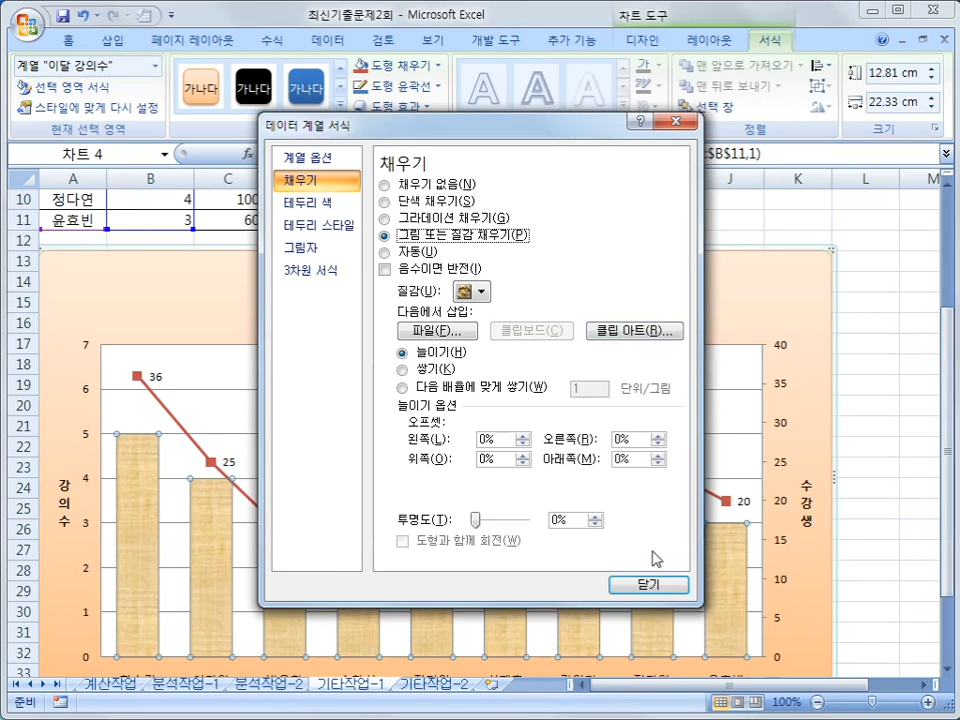 최신기출문제2회 - Microsoft Excel
차트 도구
홈 삽입 페이지 레이아웃 수식 데이터 검토 보기 개발 도구 추가 기능 디자인 레이아웃 서식
계열 "이달 강의수"
선택 영역 서식
스타일에 맞게 다시 설정
현재 선택 영역
가나다 가나다 가나다
도형 채우기
도형 윤곽선
도형 효과
가
맨 앞으로 가져오기
맨 뒤로 보내기
선택 창
정렬
12.81 cm
22.33 cm
크기
차트 4
fx
:$B$11,1)
A B C J K L M
10 정다연 4 100
11 윤효빈 3 60
12
13
14
15
16
17
18
19
20
21
22
23
24
25
26
27
28
29
30
31
32
33
데이터 계열 서식
계열 옵션
채우기
테두리 색
테두리 스타일
그림자
3차원 서식
채우기
채우기 없음(N)
단색 채우기(S)
그라데이션 채우기(G)
그림 또는 질감 채우기(P)
자동(U)
음수이면 반전(I)
질감(U):
다음에서 삽입:
파일(F)... 클립보드(C) 클립 아트(R)...
늘이기(H)
쌓기(K)
다음 배율에 맞게 쌓기(W) 1 단위/그림
늘이기 옵션
오프셋:
왼쪽(L): 0% 오른쪽(R): 0%
위쪽(O): 0% 아래쪽(M): 0%
투명도(T): 0%
도형과 함께 회전(W)
닫기
7
6
5
4
3
2
1
0
강의수
36
25
20
40
35
30
25
20
15
10
5
0
수강생
계산작업 분석작업-1 분석작업-2 기타작업-1 기타작업-2
준비
100%